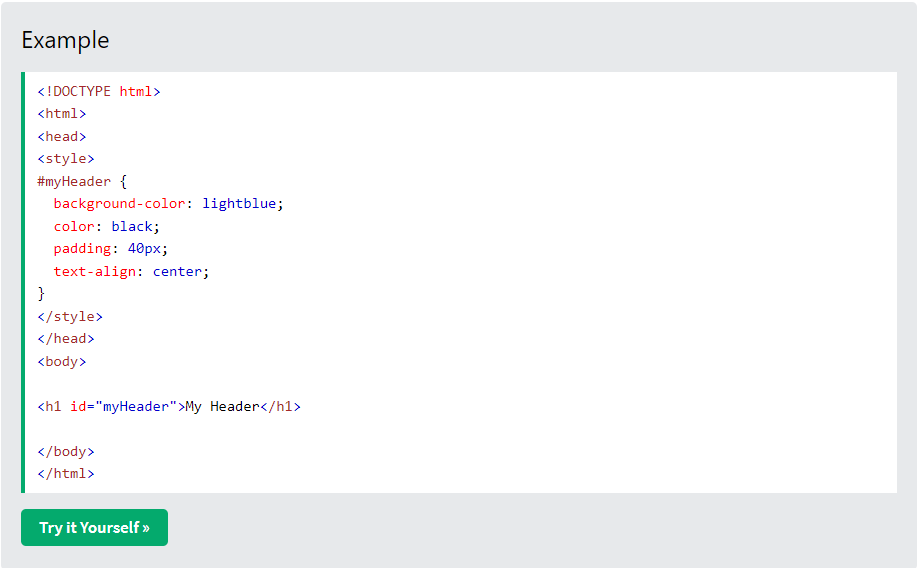 Example
<!DOCTYPE html>
<html>
<head>
<style>
#myHeader {
  background-color: lightblue;
  color: black;
  padding: 40px;
  text-align: center;
}
</style>
</head>
<body>

<h1 id="myHeader">My Header</h1>

</body>
</html>
Try it Yourself »